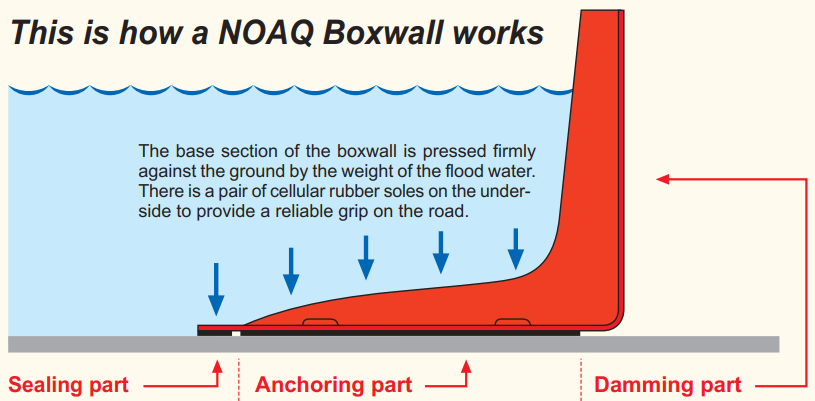 This is how a NOAQ Boxwall works
The base section of the boxwall is pressed firmly
against the ground by the weight of the flood water.
There is a pair of cellular rubber soles on the under-
side to provide a reliable grip on the road.
Sealing part
Anchoring part
Damming part